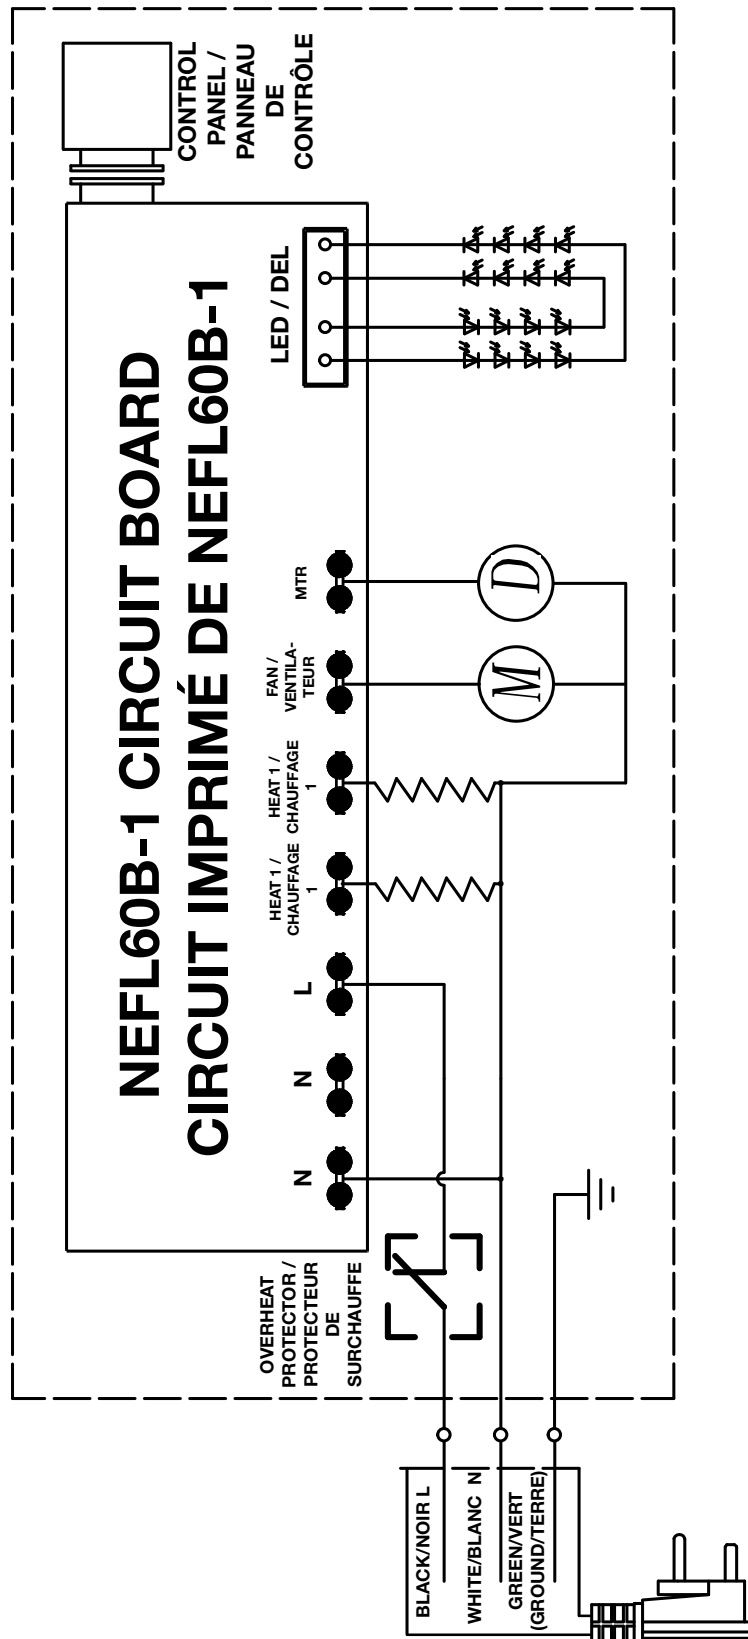 NEFL60B-1 CIRCUIT BOARD
CIRCUIT IMPRIMÉ DE NEFL60B-1
CONTROL
PANEL /
PANNEAU
DE
CONTRÔLE
OVERHEAT
PROTECTOR /
PROTECTEUR
DE
SURCHAUFFE
N
N
L
HEAT 1 /
CHAUFFAGE
1
HEAT 1 /
CHAUFFAGE
1
FAN /
VENTILA-
TEUR
MTR
LED / DEL
M
D
BLACK/NOIR L
WHITE/BLANC N
GREEN/VERT
(GROUND/TERRE)